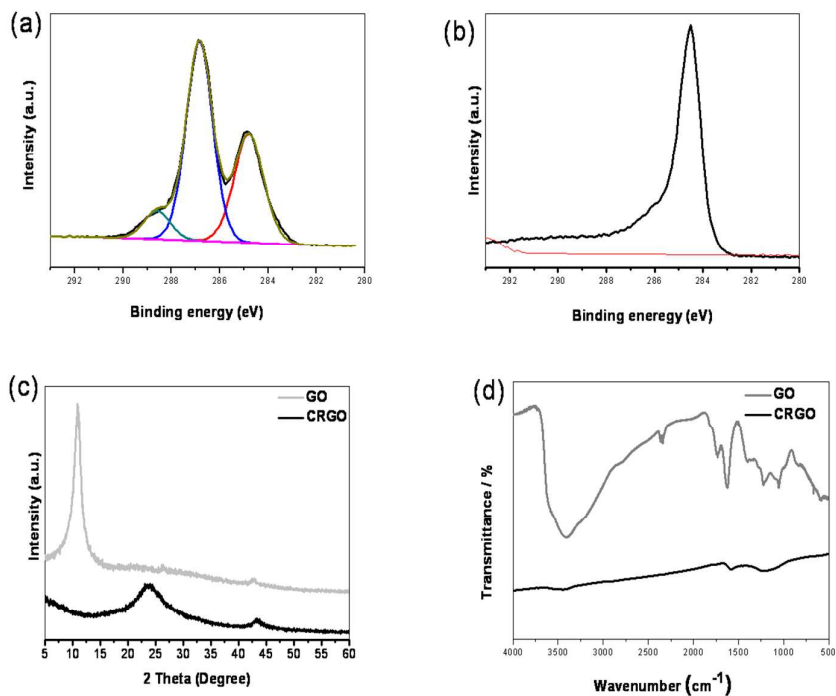 (a)
Intensity (a.u.)
292 290 288 286 284 282 280
Binding energy (eV)
(b)
Intensity (a.u.)
292 290 288 286 284 282 280
Binding eneregy (eV)
(c)
GO
CRGO
Intensity (a.u.)
5 10 15 20 25 30 35 40 45 50 55 60
2 Theta (Degree)
(d)
GO
CRGO
Transmittance / %
4000 3500 3000 2500 2000 1500 1000 500
Wavenumber (cm⁻¹)